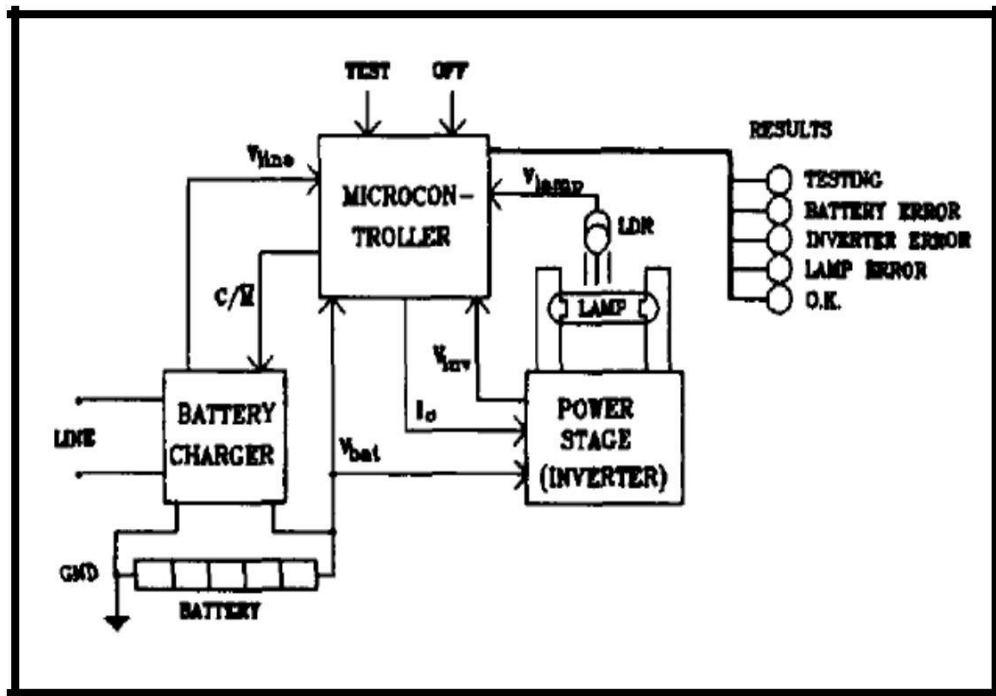 TEST OFF
RESULTS
Vline
MICROCON-
TROLLER
Vlamp
LDR
TESTING
BATTERY ERROR
INVERTER ERROR
LAMP ERROR
O.K.
C/M
LAMP
Vinv
BATTERY
CHARGER
LINE
Vbat
POWER
STAGE
(INVERTER)
GND
BATTERY